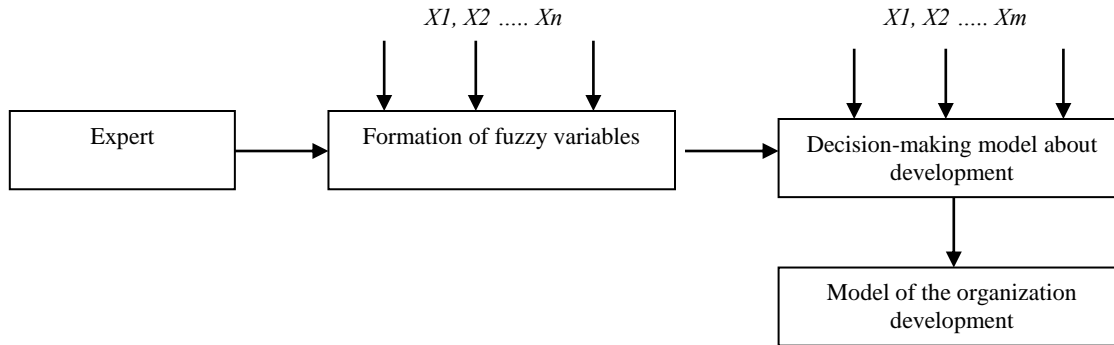 X1, X2 ..... Xn
X1, X2 ..... Xm
Expert
Formation of fuzzy variables
Decision-making model about
development
Model of the organization
development